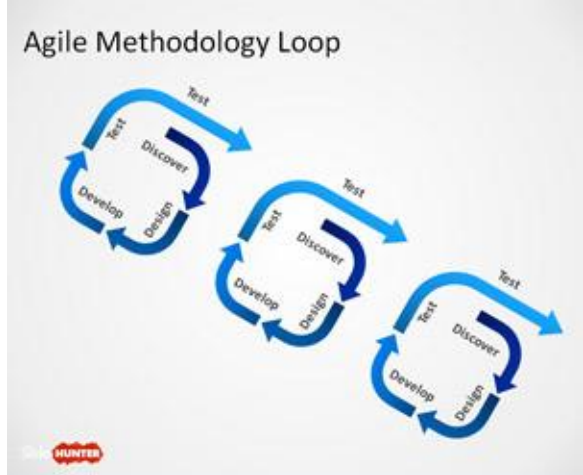 Agile Methodology Loop
Test
Test
Discover
Develop
Design
Test
Test
Discover
Develop
Design
Test
Test
Discover
Develop
Design
HUNTER